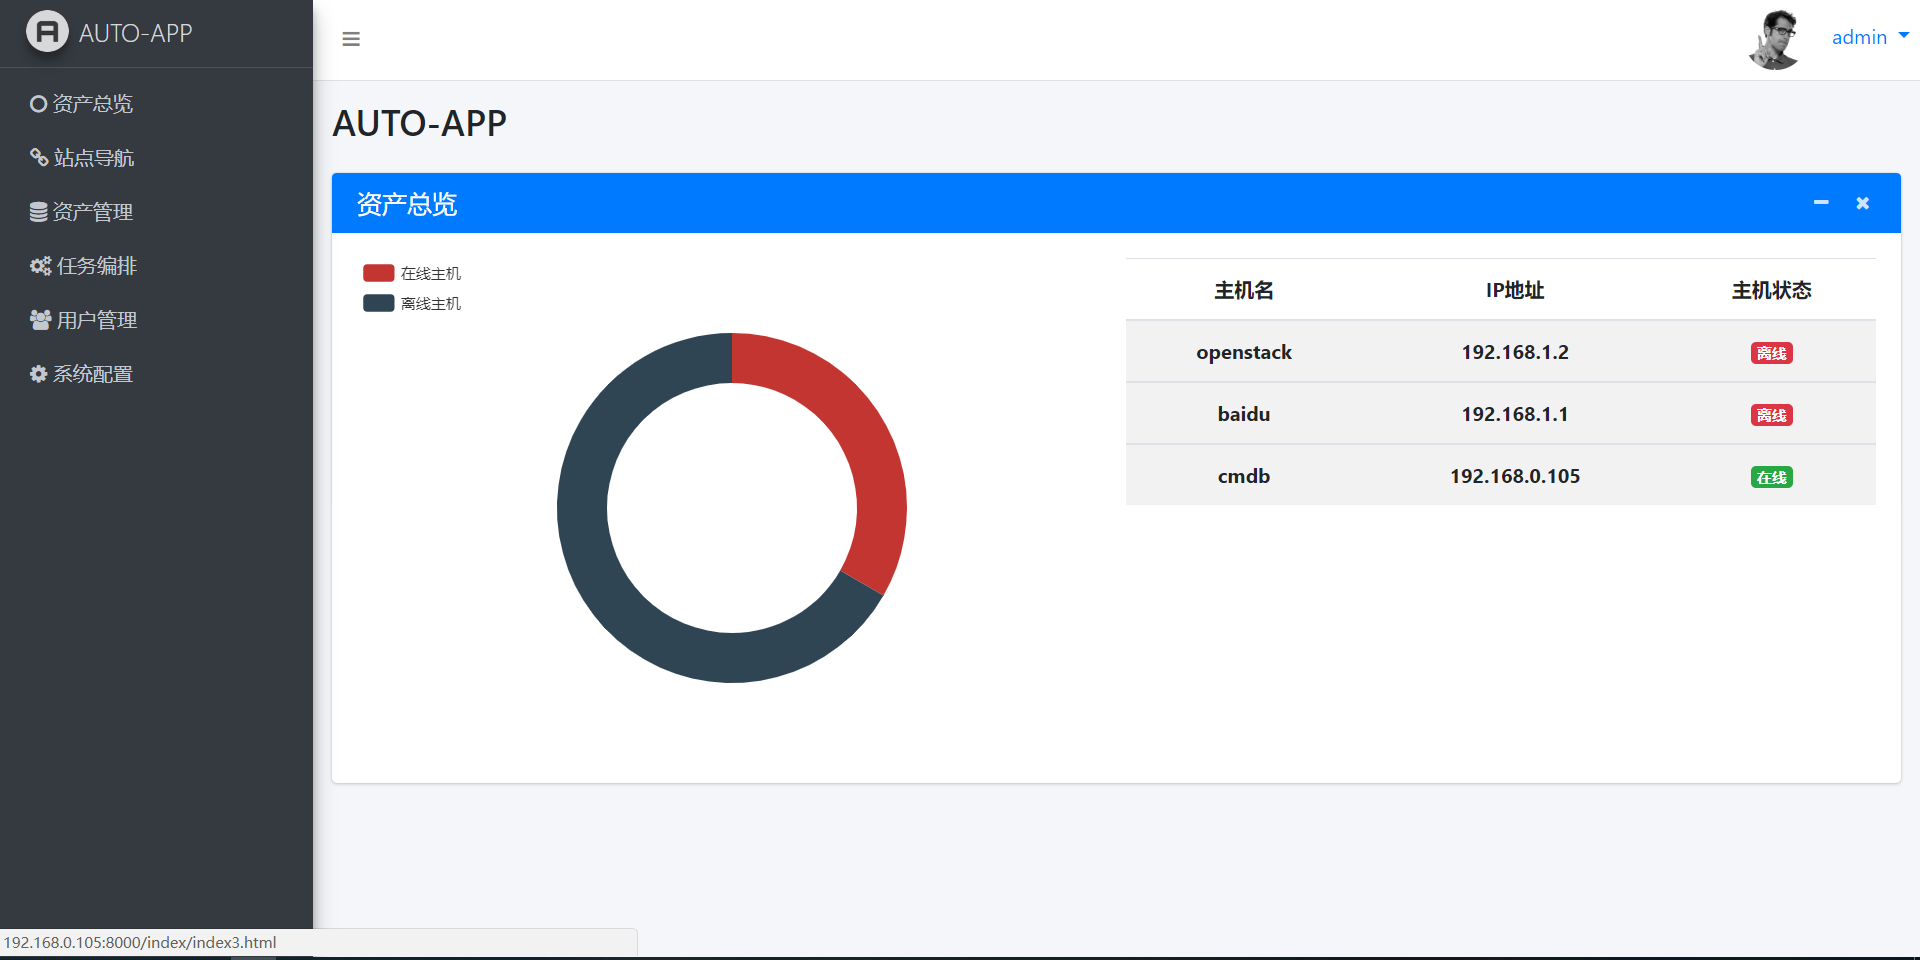 AUTO-APP
资产总览
站点导航
资产管理
任务编排
用户管理
系统配置
admin
AUTO-APP
资产总览
在线主机
离线主机
主机名 IP地址 主机状态
openstack 192.168.1.2 离线
baidu 192.168.1.1 离线
cmdb 192.168.0.105 在线
192.168.0.105:8000/index/index3.html